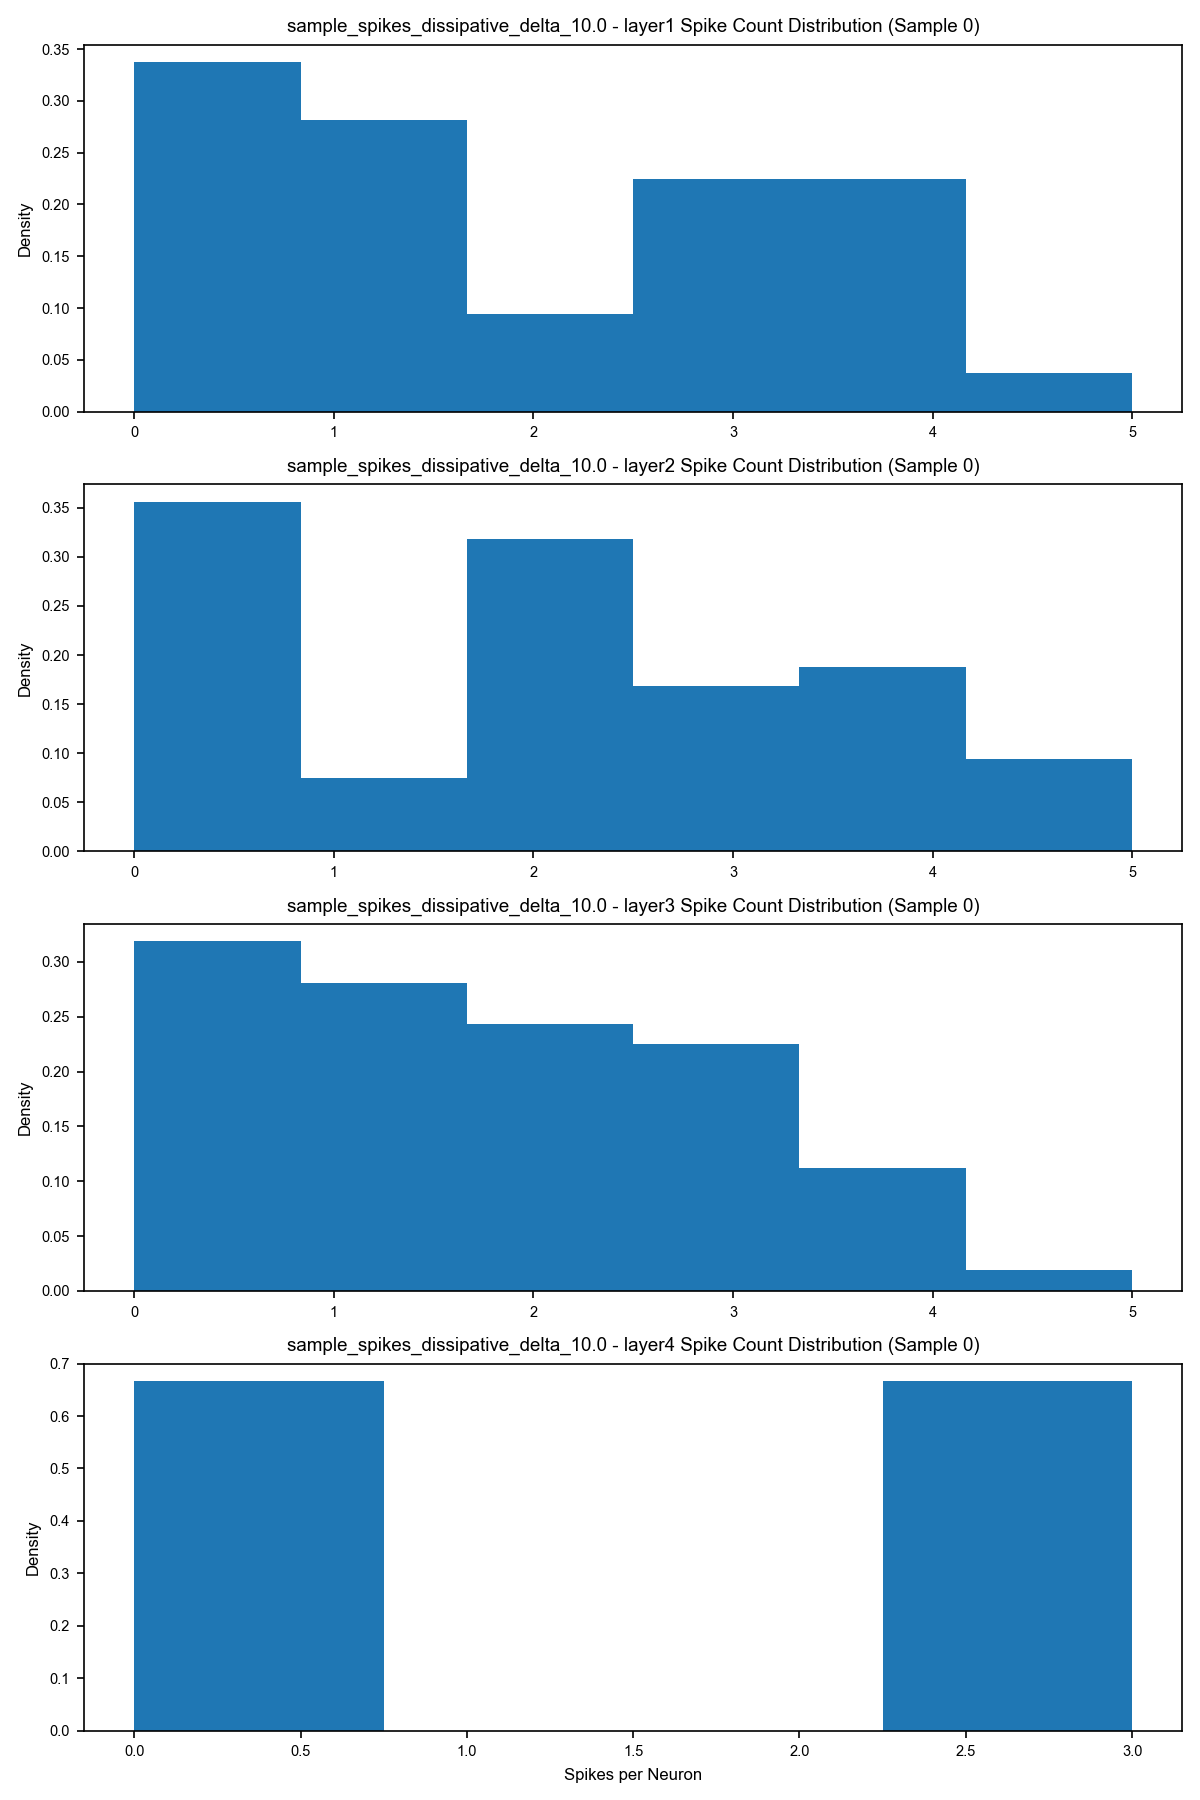 sample_spikes_dissipative_delta_10.0 - layer1 Spike Count Distribution (Sample 0)
0.35
0.30
0.25
0.20
0.15
0.10
0.05
0.00
Density
0 1 2 3 4 5
sample_spikes_dissipative_delta_10.0 - layer2 Spike Count Distribution (Sample 0)
0.35
0.30
0.25
0.20
0.15
0.10
0.05
0.00
Density
0 1 2 3 4 5
sample_spikes_dissipative_delta_10.0 - layer3 Spike Count Distribution (Sample 0)
0.30
0.25
0.20
0.15
0.10
0.05
0.00
Density
0 1 2 3 4 5
sample_spikes_dissipative_delta_10.0 - layer4 Spike Count Distribution (Sample 0)
0.7
0.6
0.5
0.4
0.3
0.2
0.1
0.0
Density
0.0 0.5 1.0 1.5 2.0 2.5 3.0
Spikes per Neuron